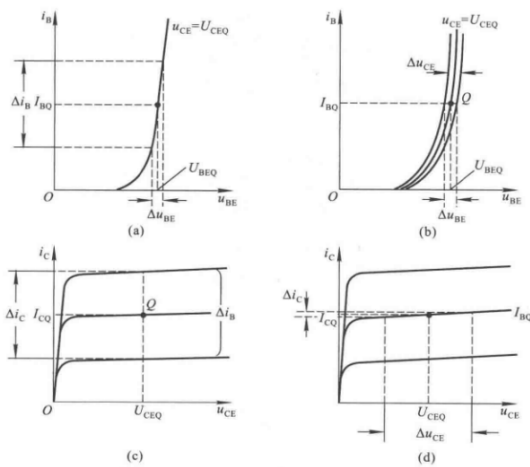 i_B
u_CE=U_CEQ
Δi_B
I_BQ
U_BEQ
O
u_BE
Δu_BE
(a)
i_B
u_CE=U_CEQ
Δu_CE
I_BQ
Q
U_BEQ
O
u_BE
Δu_BE
(b)
i_C
Δi_C
I_CQ
Q
Δi_B
O
U_CEQ
u_CE
(c)
i_C
Δi_C
I_CQ
I_BQ
O
U_CEQ
u_CE
Δu_CE
(d)